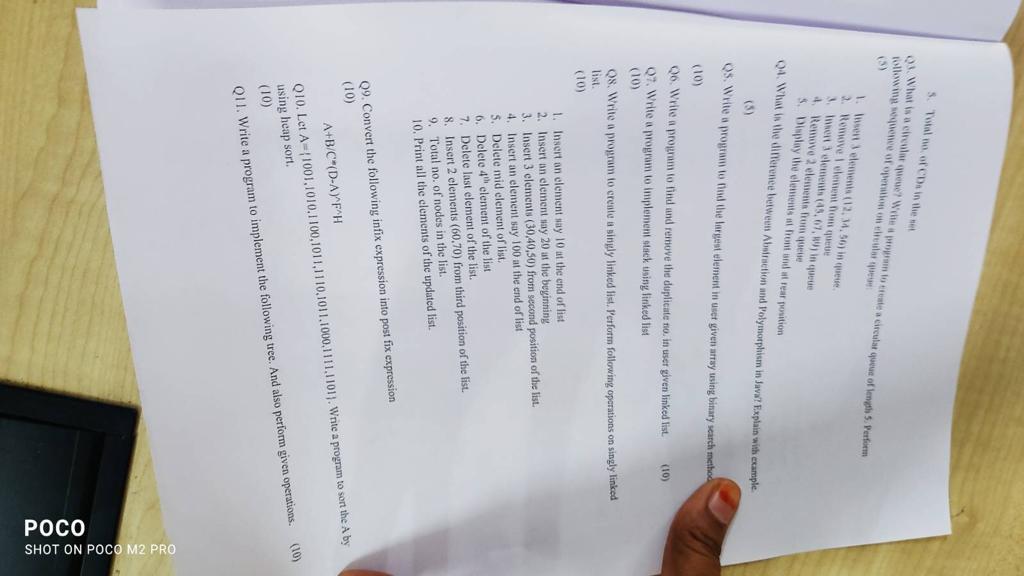 5. Total no. of CDs in the set
Q3. What is a circular queue? Write a program to create a circular queue of length 5. Perform
following sequence of operation on circular queue:
(5)
1. Insert 3 elements (12, 34, 56) in queue.
2. Remove 1 element from queue
3. Insert 3 elements (45, 67, 89) in queue
4. Remove 2 elements from queue
5. Display the elements at front and at rear position
Q4. What is the difference between Abstraction and Polymorphism in Java? Explain with example.
(5)
Q5. Write a program to find the largest element in user given array using binary search method
(10)
Q6. Write a program to find and remove the duplicate no. in user given linked list. (10)
Q7. Write a program to implement stack using linked list
(10)
Q8. Write a program to create a singly linked list. Perform following operations on singly linked
list.
(10)
1. Insert an element say 10 at the end of list
2. Insert an element say 20 at the beginning
3. Insert 3 elements (30,40,50) from second position of the list.
4. Insert an element say 100 at the end of list
5. Delete mid element of list.
6. Delete 4th element of the list
7. Delete last element of the list.
8. Insert 2 elements (60,70) from third position of the list.
9. Total no. of nodes in the list.
10. Print all the elements of the updated list.
Q9. Convert the following infix expression into post fix expression
(10)
A+B/C*(D-A)^F^H
Q10. Let A={1001,1010,1100,1011,1110,1011,1000,1111,1101}. Write a program to sort the A by
using heap sort.
(10)
Q11. Write a program to implement the following tree. And also perform given operations. (10)
POCO
SHOT ON POCO M2 PRO